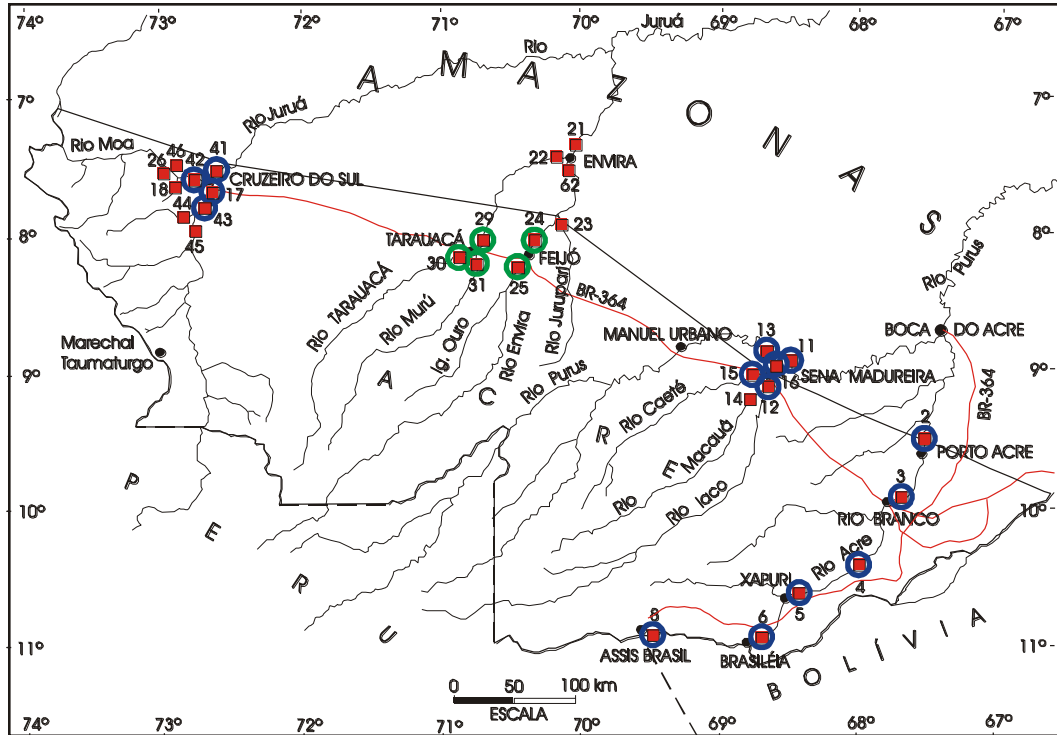 74° 73° 72° 71° 70° 69° 68° 67°
Juruá
Rio
A M A Z O N A S
7° 7°
Rio Juruá
Rio Moa
46 42 41
26
CRUZEIRO DO SUL
18
17
44 43
45
21
22 ENVIRA
62
29 24 23
8° 8°
TARAUACÁ
FEIJÓ
30 31 25
Rio TARAUACÁ
Rio Murú
Ig. Ouro
Rio Envira
Rio Jurupari
BR-364
Rio Purus
Marechal
Taumaturgo
MANUEL URBANO
BOCA DO ACRE
13 11
9° 9°
15 16 SENA MADUREIRA
14 12
Rio Purus
Rio Caeté
BR-364
A C R E
Rio Macauá
Rio Iaco
2
PORTO ACRE
3
10° 10°
RIO BRANCO
P E R U
Rio Acre
XAPURI
4
5
8 6
11° 11°
ASSIS BRASIL
BRASILÉIA
BOLÍVIA
0 50 100 km
ESCALA
74° 73° 72° 71° 70° 69° 68° 67°